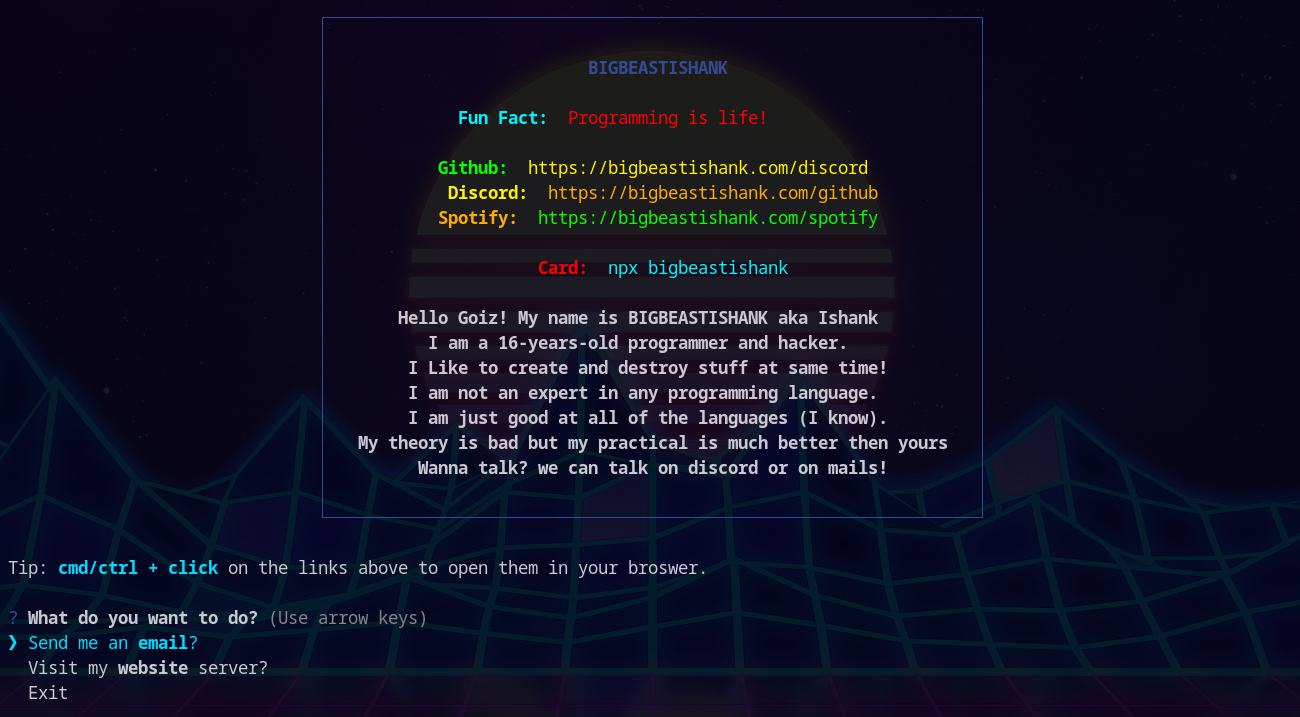 BIGBEASTISHANK
Fun Fact: Programming is life!
Github: https://bigbeastishank.com/discord
Discord: https://bigbeastishank.com/github
Spotify: https://bigbeastishank.com/spotify
Card: npx bigbeastishank
Hello Goiz! My name is BIGBEASTISHANK aka Ishank
I am a 16-years-old programmer and hacker.
I Like to create and destroy stuff at same time!
I am not an expert in any programming language.
I am just good at all of the languages (I know).
My theory is bad but my practical is much better then yours
Wanna talk? we can talk on discord or on mails!
Tip: cmd/ctrl + click on the links above to open them in your broswer.
? What do you want to do? (Use arrow keys)
❯ Send me an email?
Visit my website server?
Exit